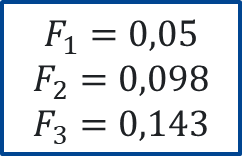 F₁ = 0,05
F₂ = 0,098
F₃ = 0,143